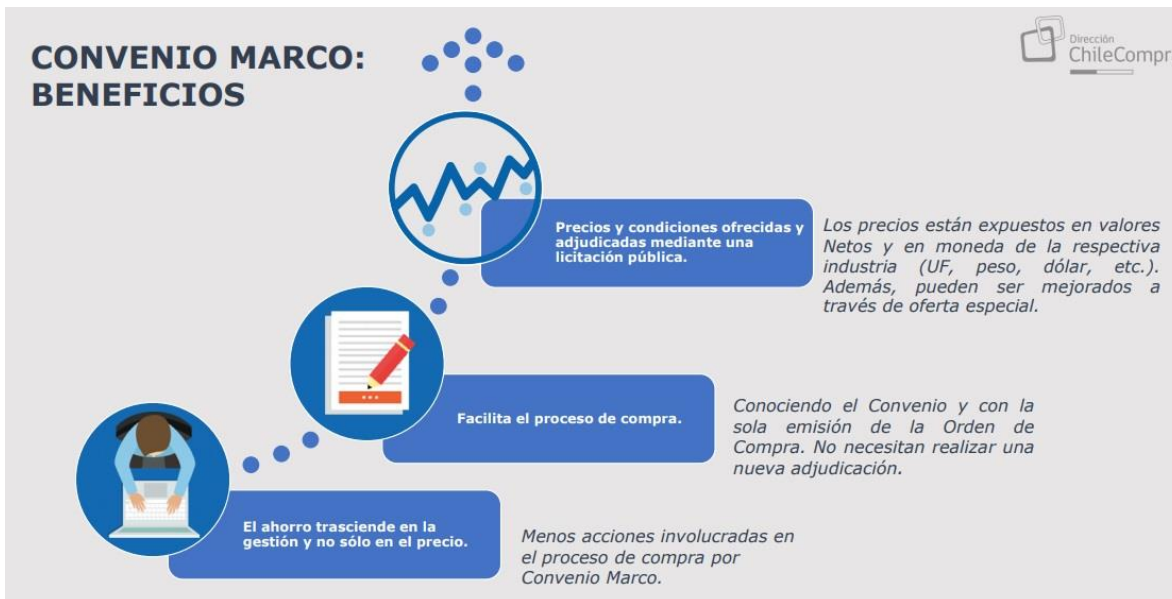 CONVENIO MARCO:
BENEFICIOS
Dirección
ChileCompr
Precios y condiciones ofrecidas y
adjudicadas mediante una
licitación pública.
Los precios están expuestos en valores
Netos y en moneda de la respectiva
industria (UF, peso, dólar, etc.).
Además, pueden ser mejorados a
través de oferta especial.
Facilita el proceso de compra.
Conociendo el Convenio y con la
sola emisión de la Orden de
Compra. No necesitan realizar una
nueva adjudicación.
El ahorro trasciende en la
gestión y no sólo en el precio.
Menos acciones involucradas en
el proceso de compra por
Convenio Marco.